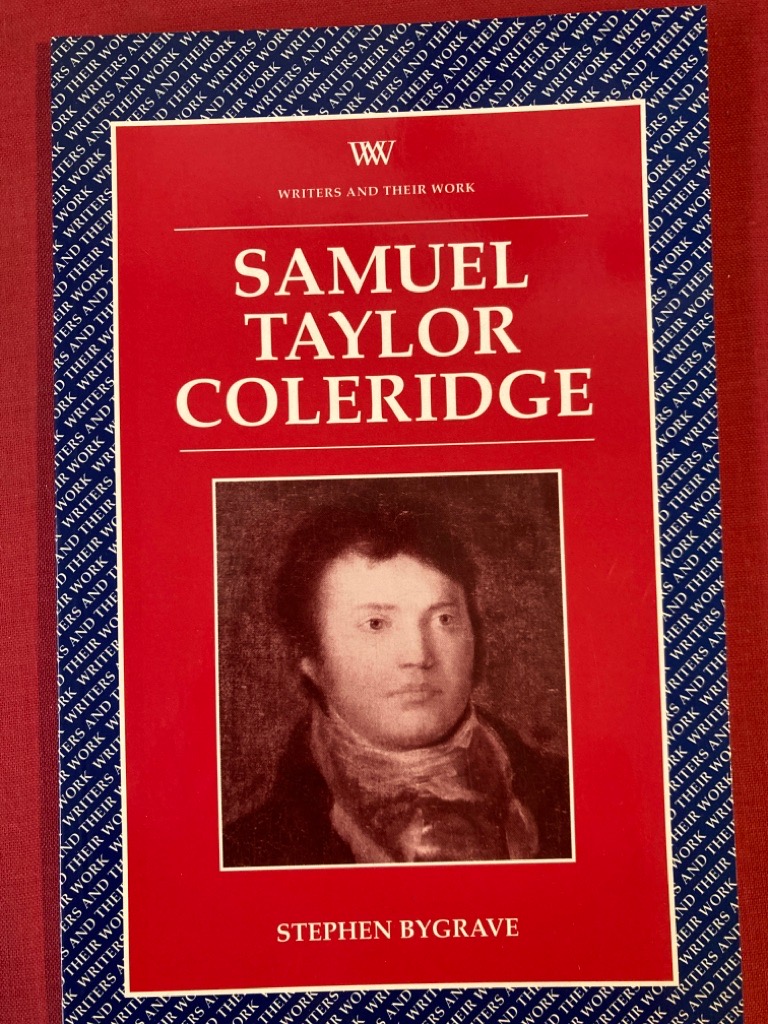 WW
WRITERS AND THEIR WORK
SAMUEL
TAYLOR
COLERIDGE
STEPHEN BYGRAVE